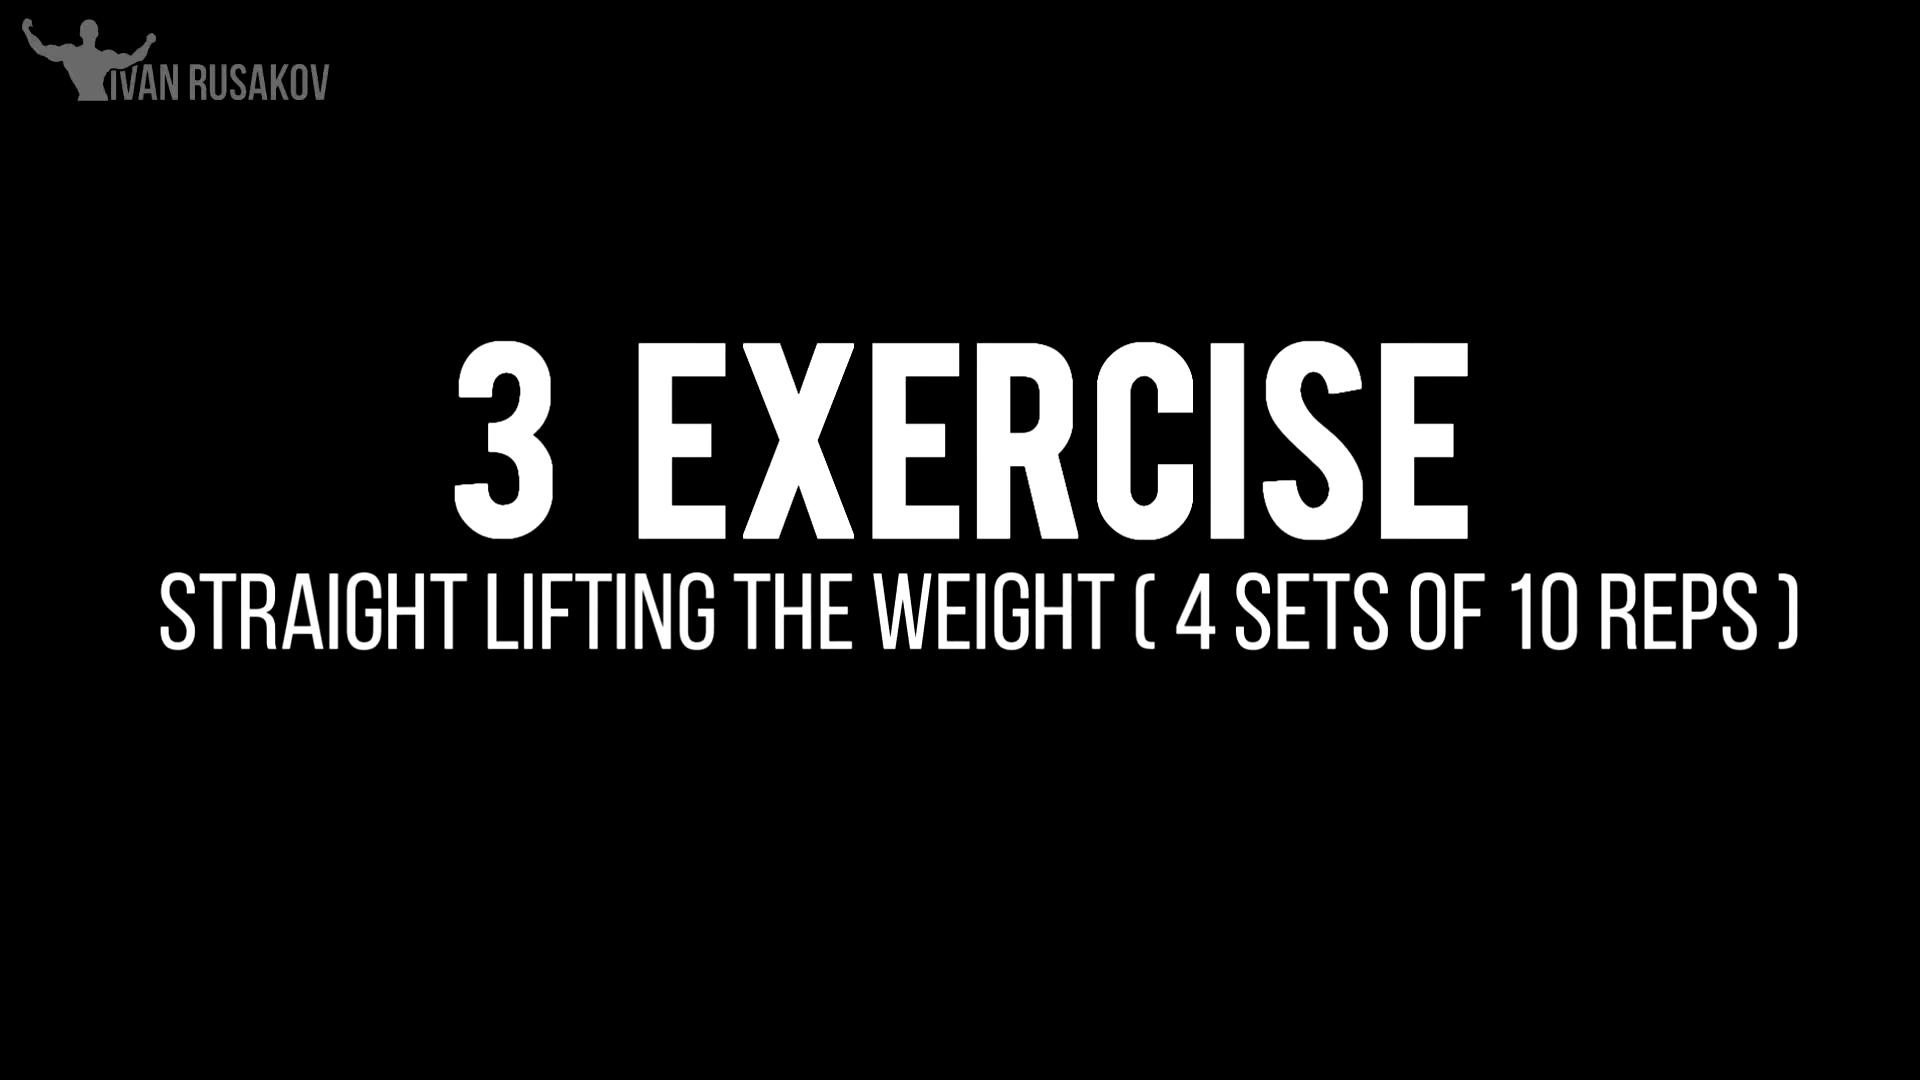 IVAN RUSAKOV
3 EXERCISE
STRAIGHT LIFTING THE WEIGHT ( 4 SETS OF 10 REPS )